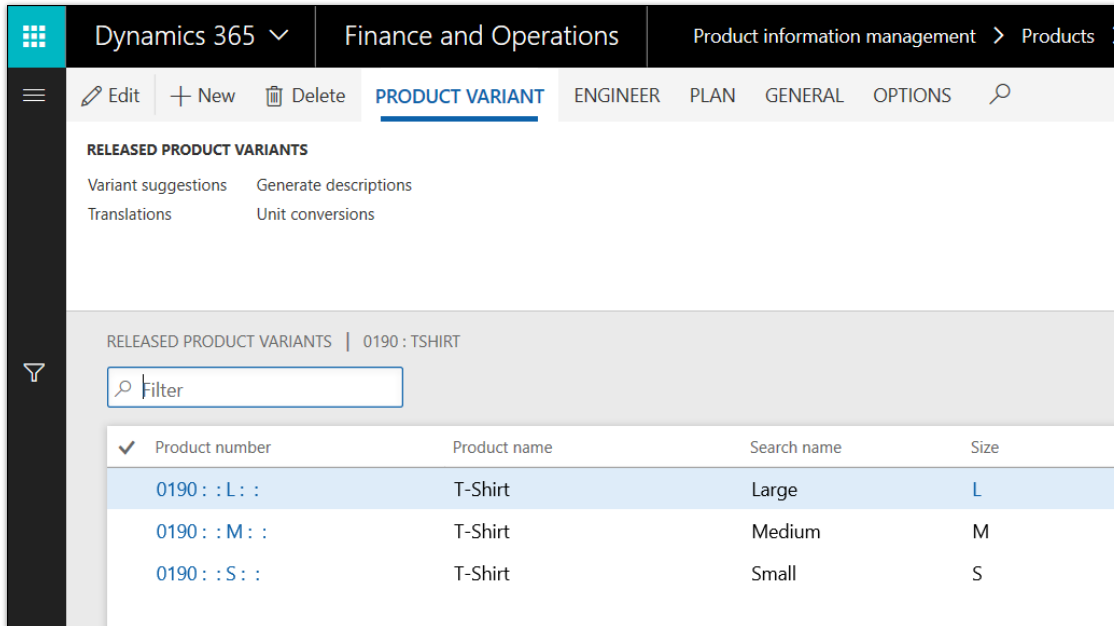 Dynamics 365 Finance and Operations Product information management > Products
Edit New Delete PRODUCT VARIANT ENGINEER PLAN GENERAL OPTIONS
RELEASED PRODUCT VARIANTS
Variant suggestions Generate descriptions
Translations Unit conversions
RELEASED PRODUCT VARIANTS | 0190 : TSHIRT
Filter
Product number Product name Search name Size
0190 : : L : : T-Shirt Large L
0190 : : M : : T-Shirt Medium M
0190 : : S : : T-Shirt Small S